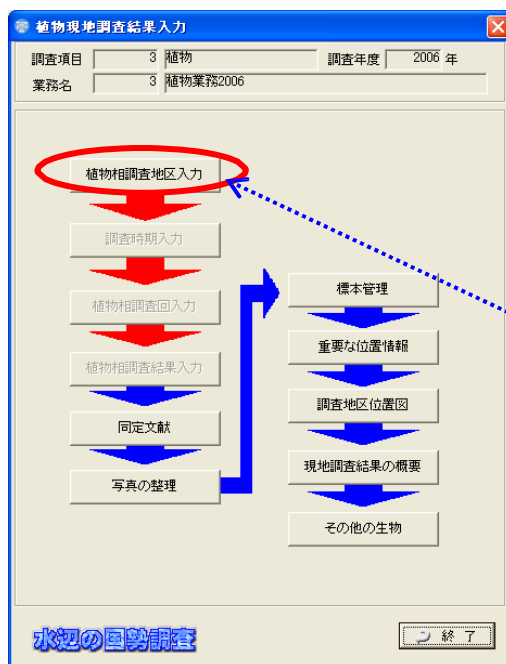 植物現地調査結果入力
調査項目 3 植物 調査年度 2006 年
業務名 3 植物業務2006
植物相調査地区入力
調査時期入力
植物相調査回入力
植物相調査結果入力
同定文献
写真の整理
標本管理
重要な位置情報
調査地区位置図
現地調査結果の概要
その他の生物
水辺の国勢調査
終 了